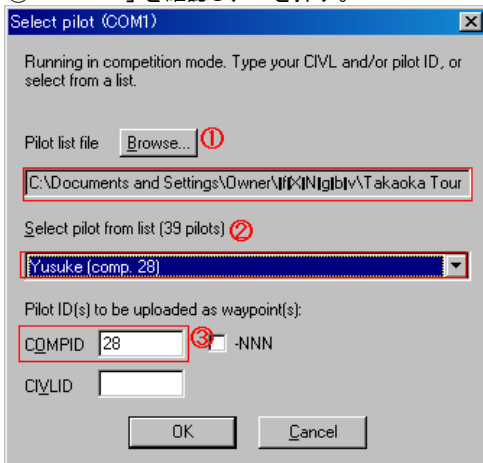 Select pilot (COM1)
Running in competition mode. Type your CIVL and/or pilot ID, or
select from a list.
Pilot list file Browse... ①
C:\Documents and Settings\Owner\ \Takaoka Tour
Select pilot from list (39 pilots) ②
Yusuke (comp. 28)
Pilot ID(s) to be uploaded as waypoint(s):
COMPID 28 ③ -NNN
CIVLID
OK Cancel